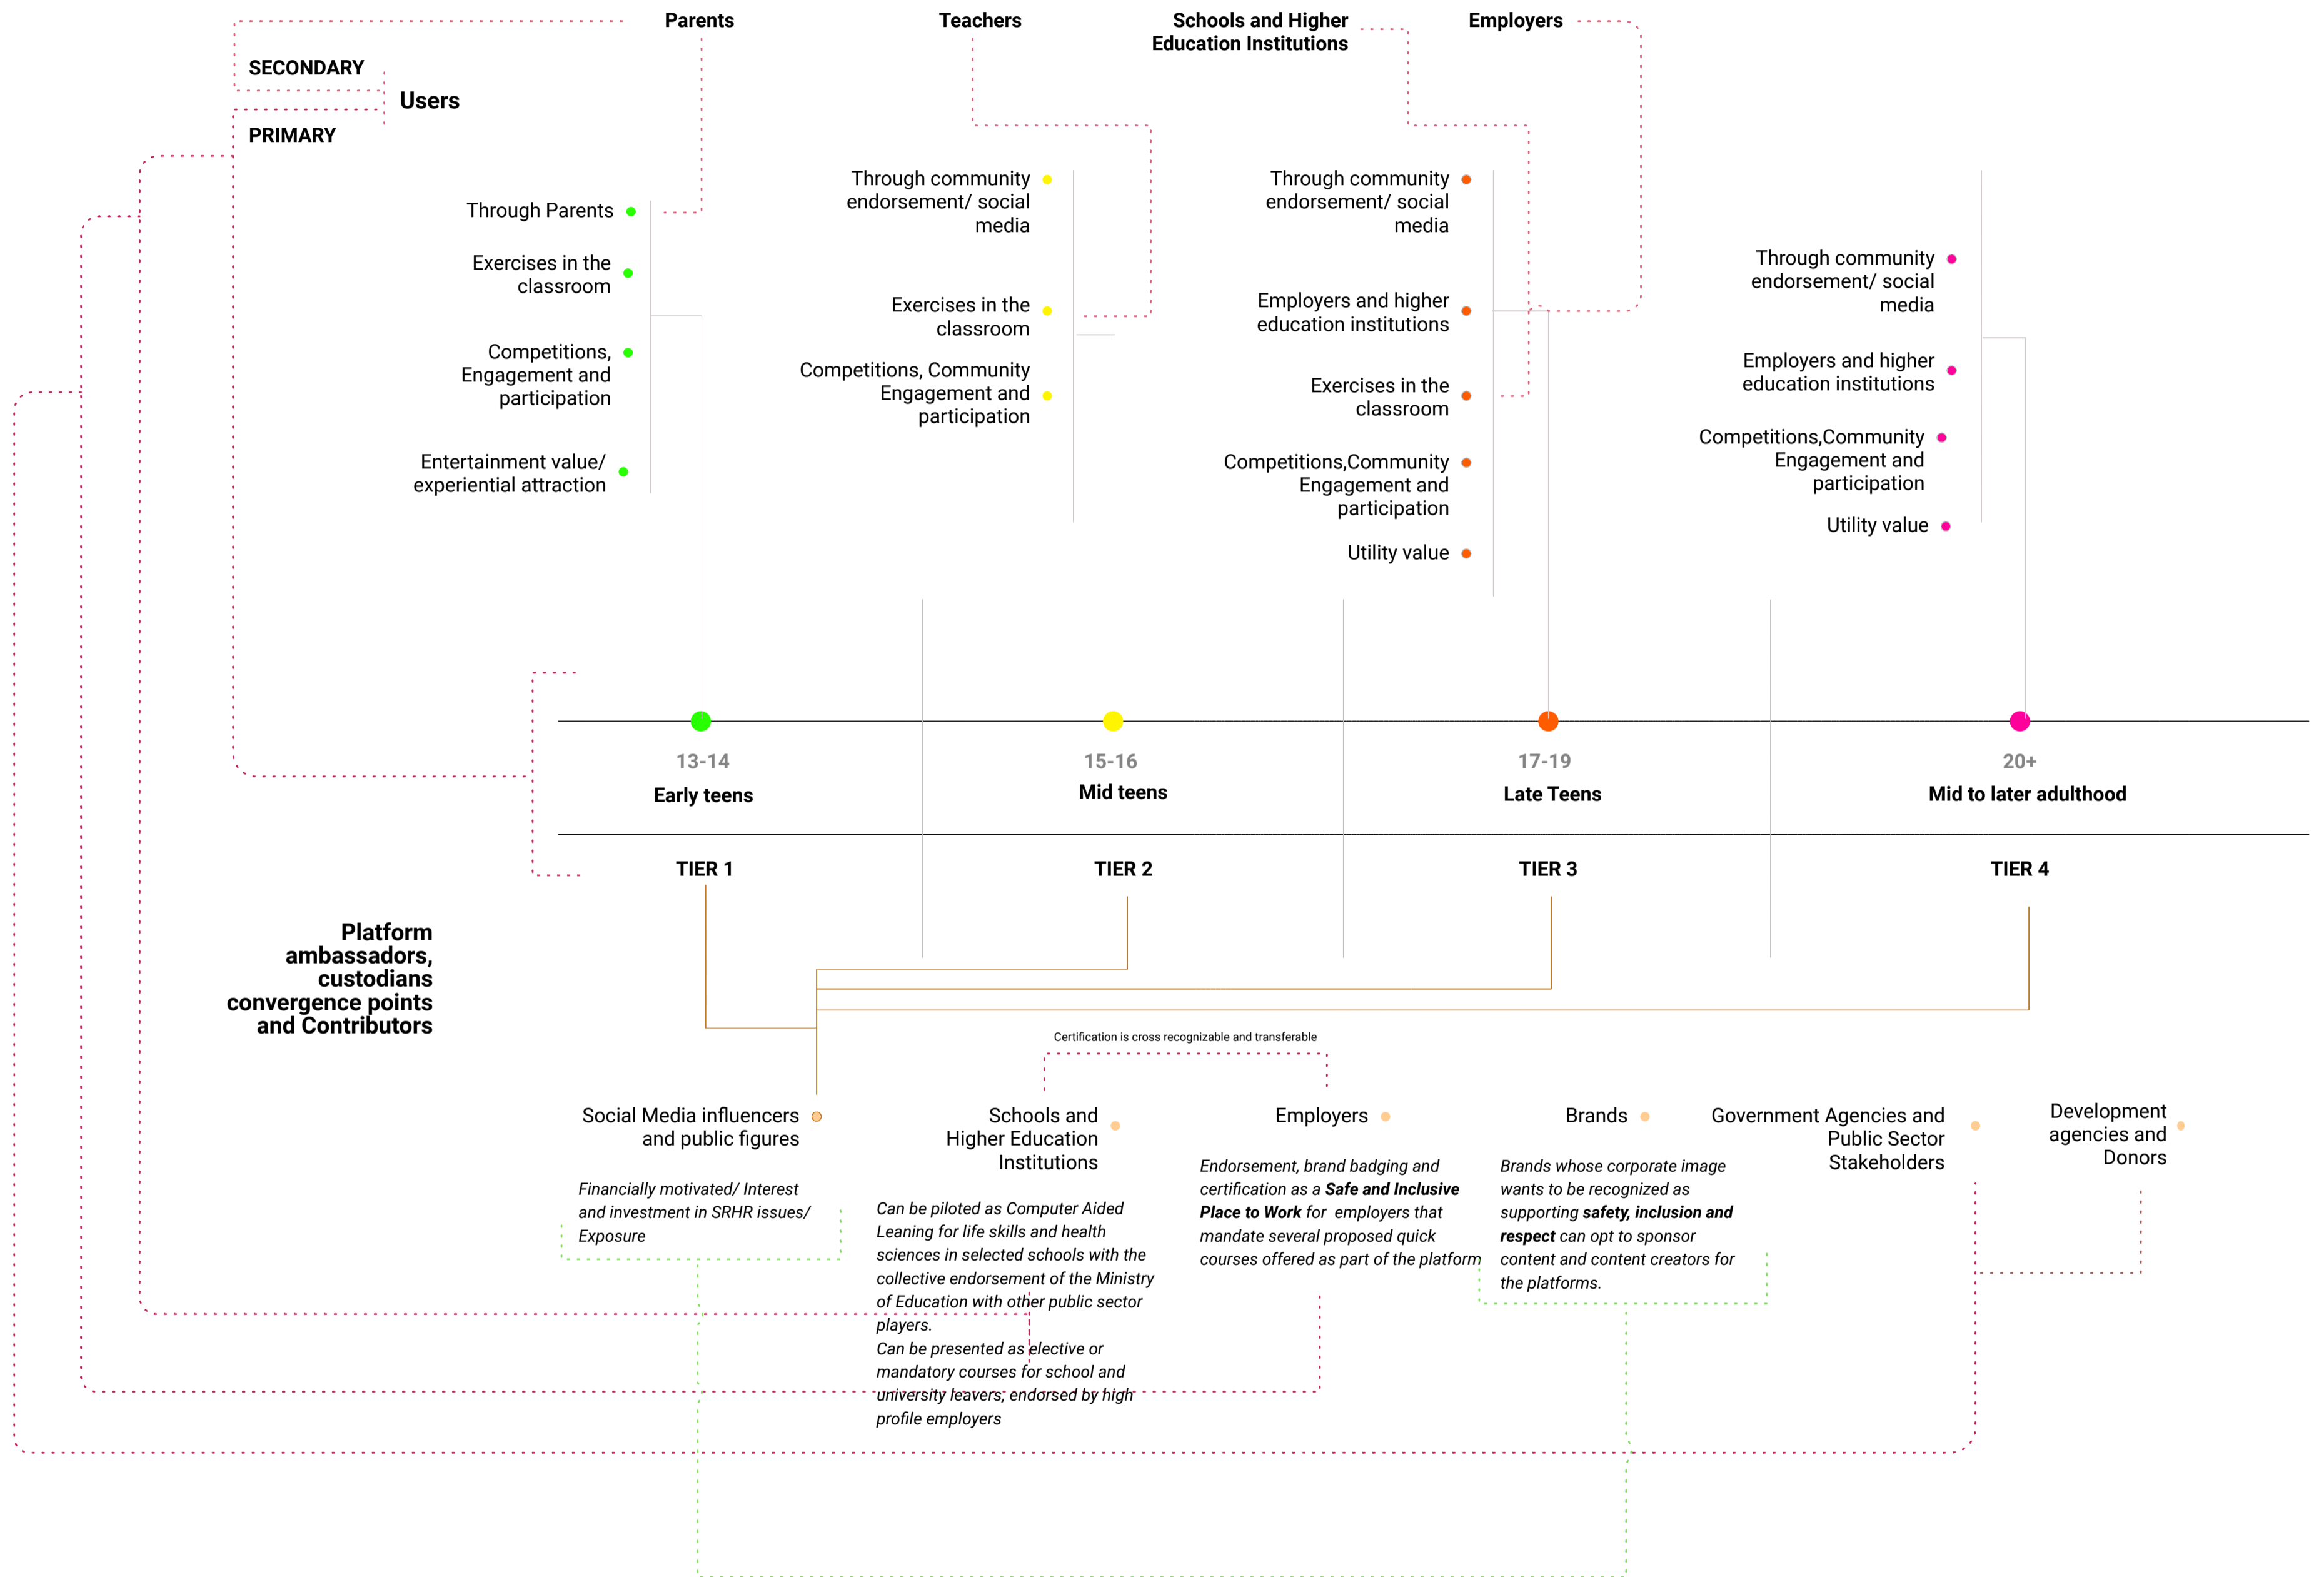 Parents
Teachers
Schools and Higher
Education Institutions
Employers
SECONDARY
Users
PRIMARY
Through Parents
Exercises in the
classroom
Competitions,
Engagement and
participation
Entertainment value/
experiential attraction
Through community
endorsement/ social
media
Exercises in the
classroom
Competitions, Community
Engagement and
participation
Through community
endorsement/ social
media
Employers and higher
education institutions
Exercises in the
classroom
Competitions,Community
Engagement and
participation
Utility value
Through community
endorsement/ social
media
Employers and higher
education institutions
Competitions,Community
Engagement and
participation
Utility value
13-14
Early teens
15-16
Mid teens
17-19
Late Teens
20+
Mid to later adulthood
TIER 1
TIER 2
TIER 3
TIER 4
Platform
ambassadors,
custodians
convergence points
and Contributors
Certification is cross recognizable and transferable
Social Media influencers
and public figures
Financially motivated/ Interest
and investment in SRHR issues/
Exposure
Schools and
Higher Education
Institutions
Can be piloted as Computer Aided
Leaning for life skills and health
sciences in selected schools with the
collective endorsement of the Ministry
of Education with other public sector
players.
Can be presented as elective or
mandatory courses for school and
university leavers, endorsed by high
profile employers
Employers
Endorsement, brand badging and
certification as a Safe and Inclusive
Place to Work for  employers that
mandate several proposed quick
courses offered as part of the platform
Brands
Brands whose corporate image
wants to be recognized as
supporting safety, inclusion and
respect can opt to sponsor
content and content creators for
the platforms.
Government Agencies and
Public Sector
Stakeholders
Development
agencies and
Donors